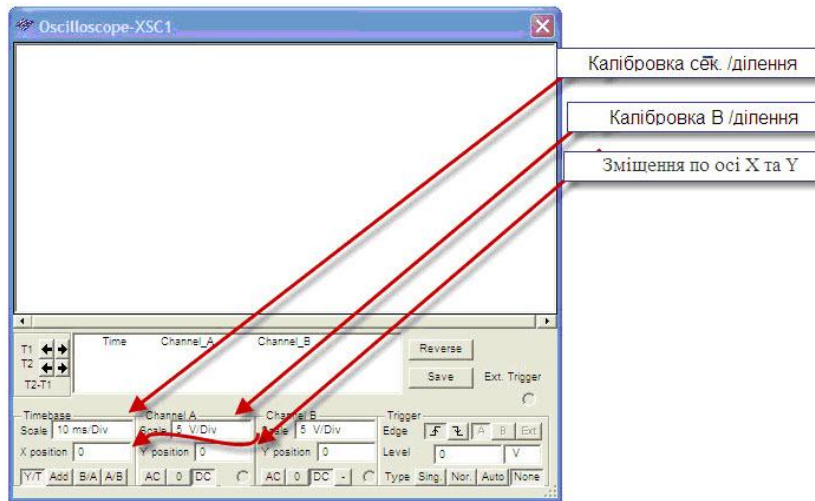 Oscilloscope-XSC1
Калібровка сек. /ділення
Калібровка В /ділення
Зміщення по осі X та Y
Time Channel_A Channel_B
T1
T2
T2-T1
Reverse
Save
Ext. Trigger
Timebase
Scale 10 ms/Div
X position 0
Y/T Add B/A A/B
Channel A
Scale 5 V/Div
Y position 0
AC 0 DC
Channel B
Scale 5 V/Div
Y position 0
AC 0 DC -
Trigger
Edge A B Ext
Level 0 V
Type Sing. Nor. Auto None